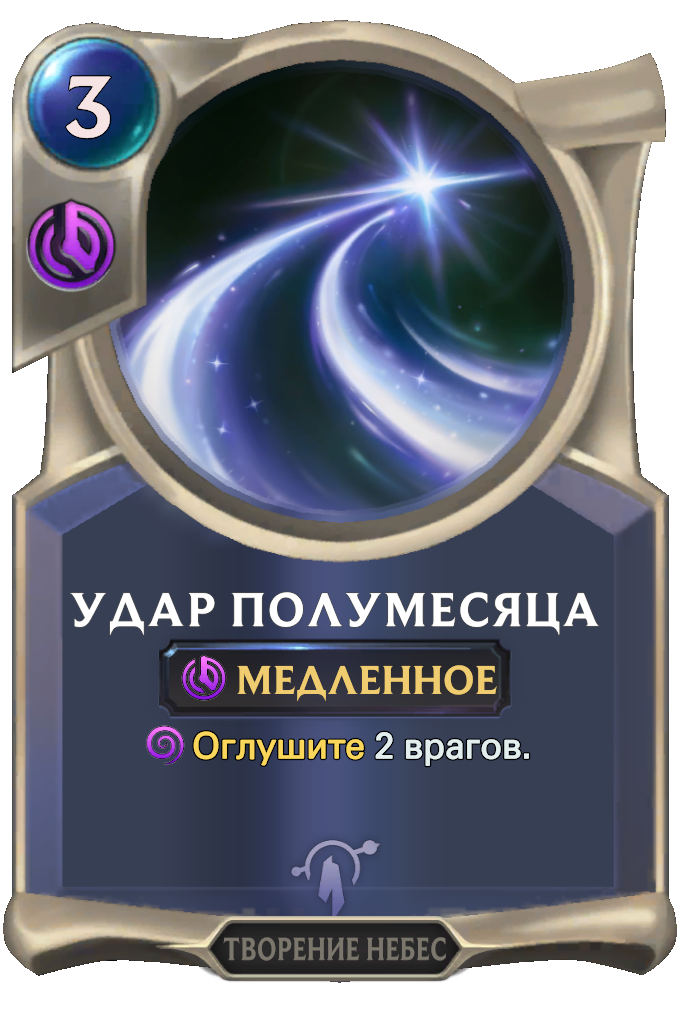 3
УДАР ПОЛУМЕСЯЦА
МЕДЛЕННОЕ
Оглушите 2 врагов.
ТВОРЕНИЕ НЕБЕС